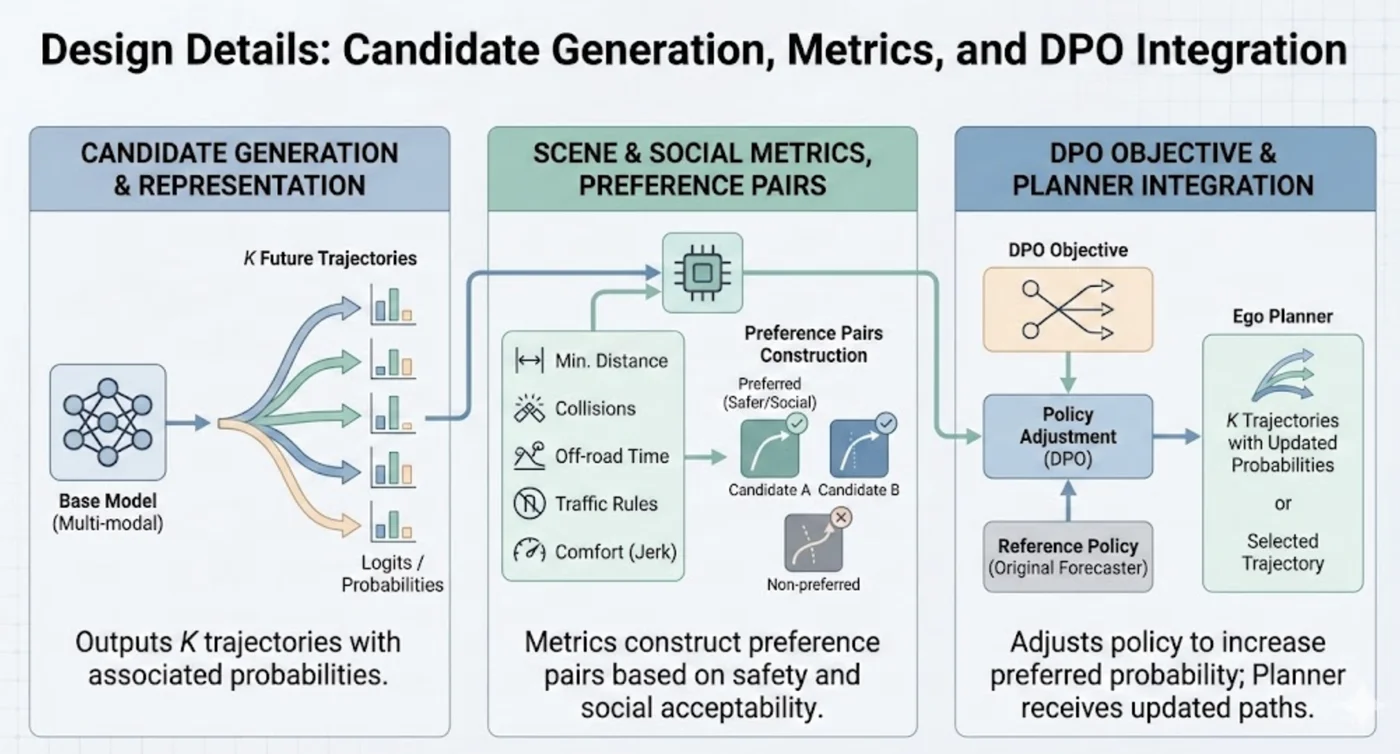 Design Details: Candidate Generation, Metrics, and DPO Integration
CANDIDATE GENERATION
& REPRESENTATION
K Future Trajectories
Base Model
(Multi-modal)
Logits /
Probabilities
Outputs K trajectories with
associated probabilities.
SCENE & SOCIAL METRICS,
PREFERENCE PAIRS
Min. Distance
Collisions
Off-road Time
Traffic Rules
Comfort (Jerk)
Preference Pairs
Construction
Preferred
(Safer/Social)
Candidate A
Candidate B
Non-preferred
Metrics construct preference
pairs based on safety and
social acceptability.
DPO OBJECTIVE &
PLANNER INTEGRATION
DPO Objective
Policy
Adjustment
(DPO)
Reference Policy
(Original Forecaster)
Ego Planner
K Trajectories
with Updated
Probabilities
or
Selected
Trajectory
Adjusts policy to increase
preferred probability; Planner
receives updated paths.